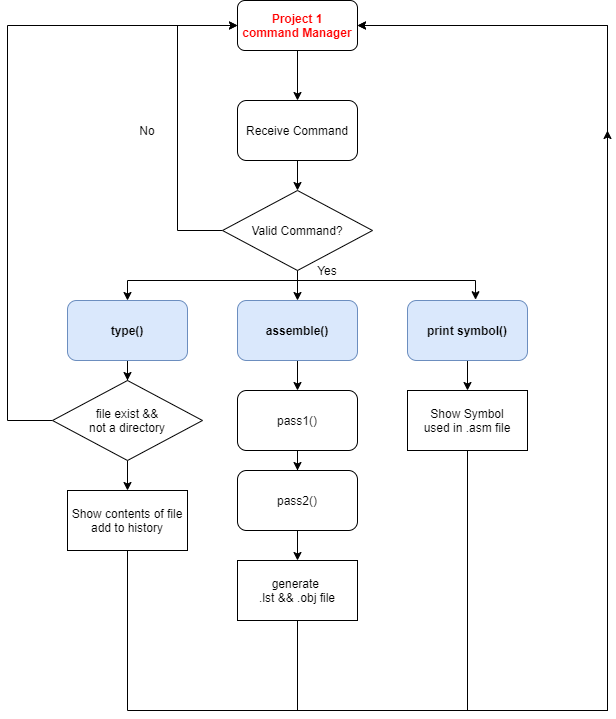 Project 1
command Manager
No
Receive Command
Valid Command?
Yes
type()
assemble()
print symbol()
file exist &&
not a directory
pass1()
Show Symbol
used in .asm file
Show contents of file
add to history
pass2()
generate
.lst && .obj file